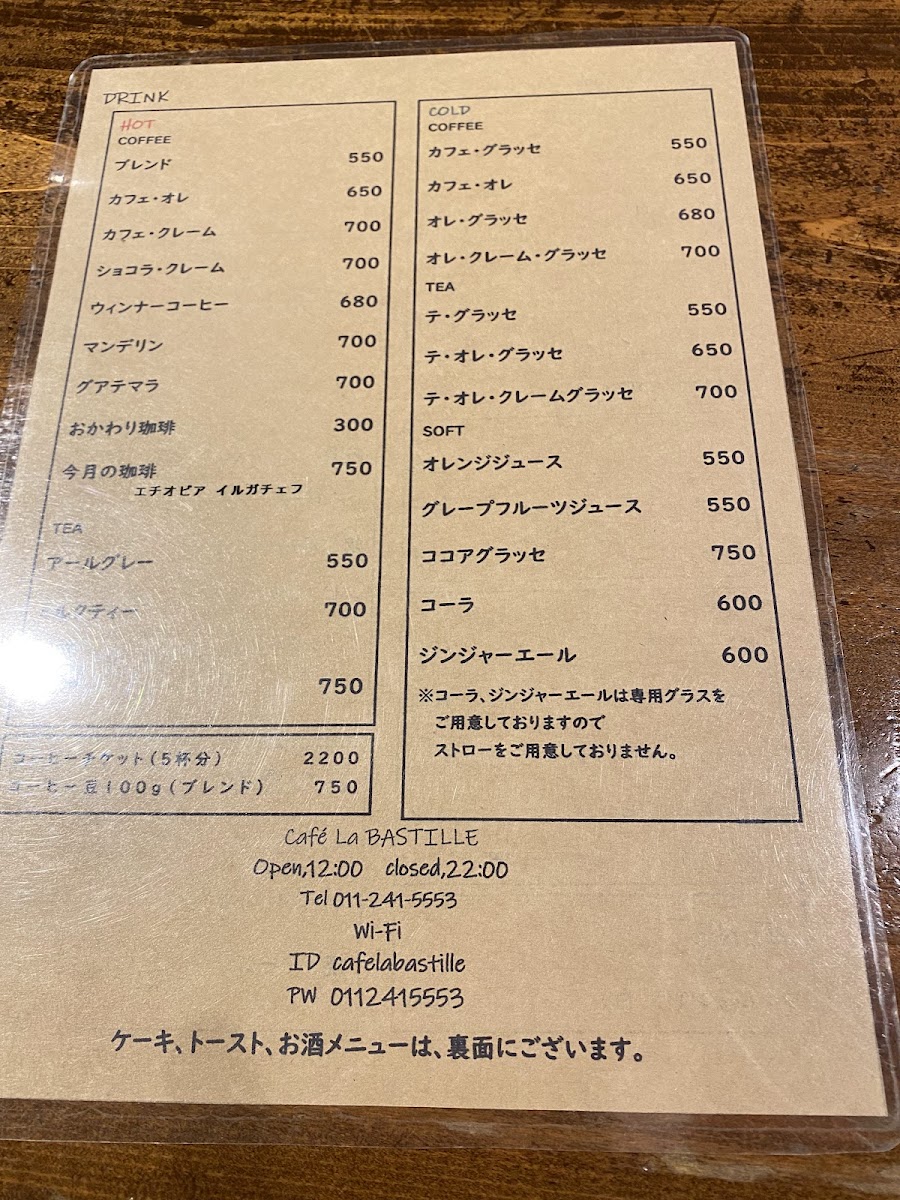 DRINK
HOT
COFFEE
ブレンド 550
カフェ・オレ 650
カフェ・クレーム 700
ショコラ・クレーム 700
ウィンナーコーヒー 680
マンデリン 700
グアテマラ 700
おかわり珈琲 300
今月の珈琲 750
エチオピア イルガチェフ
TEA
アールグレー 550
ルクティー 700
750
コーヒーチケット(5杯分) 2200
コーヒー豆100g(ブレンド) 750
COLD
COFFEE
カフェ・グラッセ 550
カフェ・オレ 650
オレ・グラッセ 680
オレ・クレーム・グラッセ 700
TEA
テ・グラッセ 550
テ・オレ・グラッセ 650
テ・オレ・クレームグラッセ 700
SOFT
オレンジジュース 550
グレープフルーツジュース 550
ココアグラッセ 750
コーラ 600
ジンジャーエール 600
※コーラ、ジンジャーエールは専用グラスを
ご用意しておりますので
ストローをご用意しておりません。
Café La BASTILLE
Open,12:00 closed,22:00
Tel 011-241-5553
Wi-Fi
ID cafelabastille
PW 0112415553
ケーキ、トースト、お酒メニューは、裏面にございます。